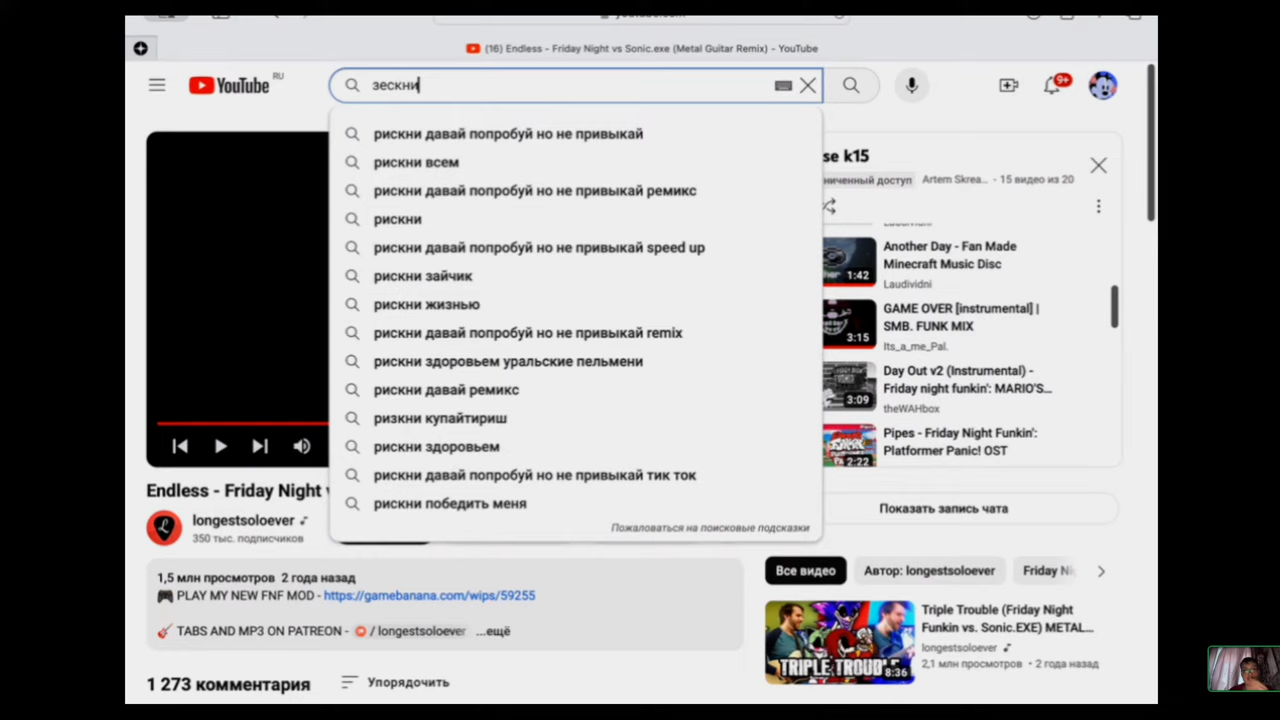 (16) Endless - Friday Night vs Sonic.exe (Metal Guitar Remix) - YouTube
YouTube RU
зескни
9+
рискни давай попробуй но не привыкай
рискни всем
рискни давай попробуй но не привыкай ремикс
рискни
рискни давай попробуй но не привыкай speed up
рискни зайчик
рискни жизнью
рискни давай попробуй но не привыкай remix
рискни здоровьем уральские пельмени
рискни давай ремикс
ризкни купайтириш
рискни здоровьем
рискни давай попробуй но не привыкай тик ток
рискни победить меня
Пожаловаться на поисковые подсказки
se k15
ниченный доступ
Artem Skrea... - 15 видео из 20
Another Day - Fan Made
Minecraft Music Disc
Laudividni
1:42
GAME OVER [instrumental] |
SMB. FUNK MIX
Its_a_me_Pal.
3:15
Day Out v2 (Instrumental) -
Friday night funkin': MARIO'S...
theWAHbox
3:09
Pipes - Friday Night Funkin':
Platformer Panic! OST
2:22
Показать запись чата
Endless - Friday Night
longestsoloever
350 тыс. подписчиков
1,5 млн просмотров 2 года назад
PLAY MY NEW FNF MOD - https://gamebanana.com/wips/59255
TABS AND MP3 ON PATREON - / longestsoloever ...ещё
1 273 комментария
Упорядочить
Все видео
Автор: longestsoloever
Friday Ni
Triple Trouble (Friday Night
Funkin vs. Sonic.EXE) METAL...
longestsoloever
2,1 млн просмотров • 2 года назад
TRIPLE TROUBLE
8:36